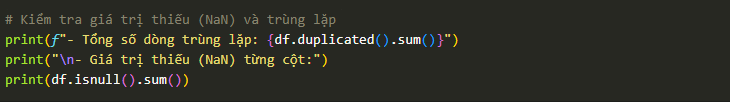 # Kiểm tra giá trị thiếu (NaN) và trùng lặp
print(f"- Tổng số dòng trùng lặp: {df.duplicated().sum()}")
print("\n- Giá trị thiếu (NaN) từng cột:")
print(df.isnull().sum())